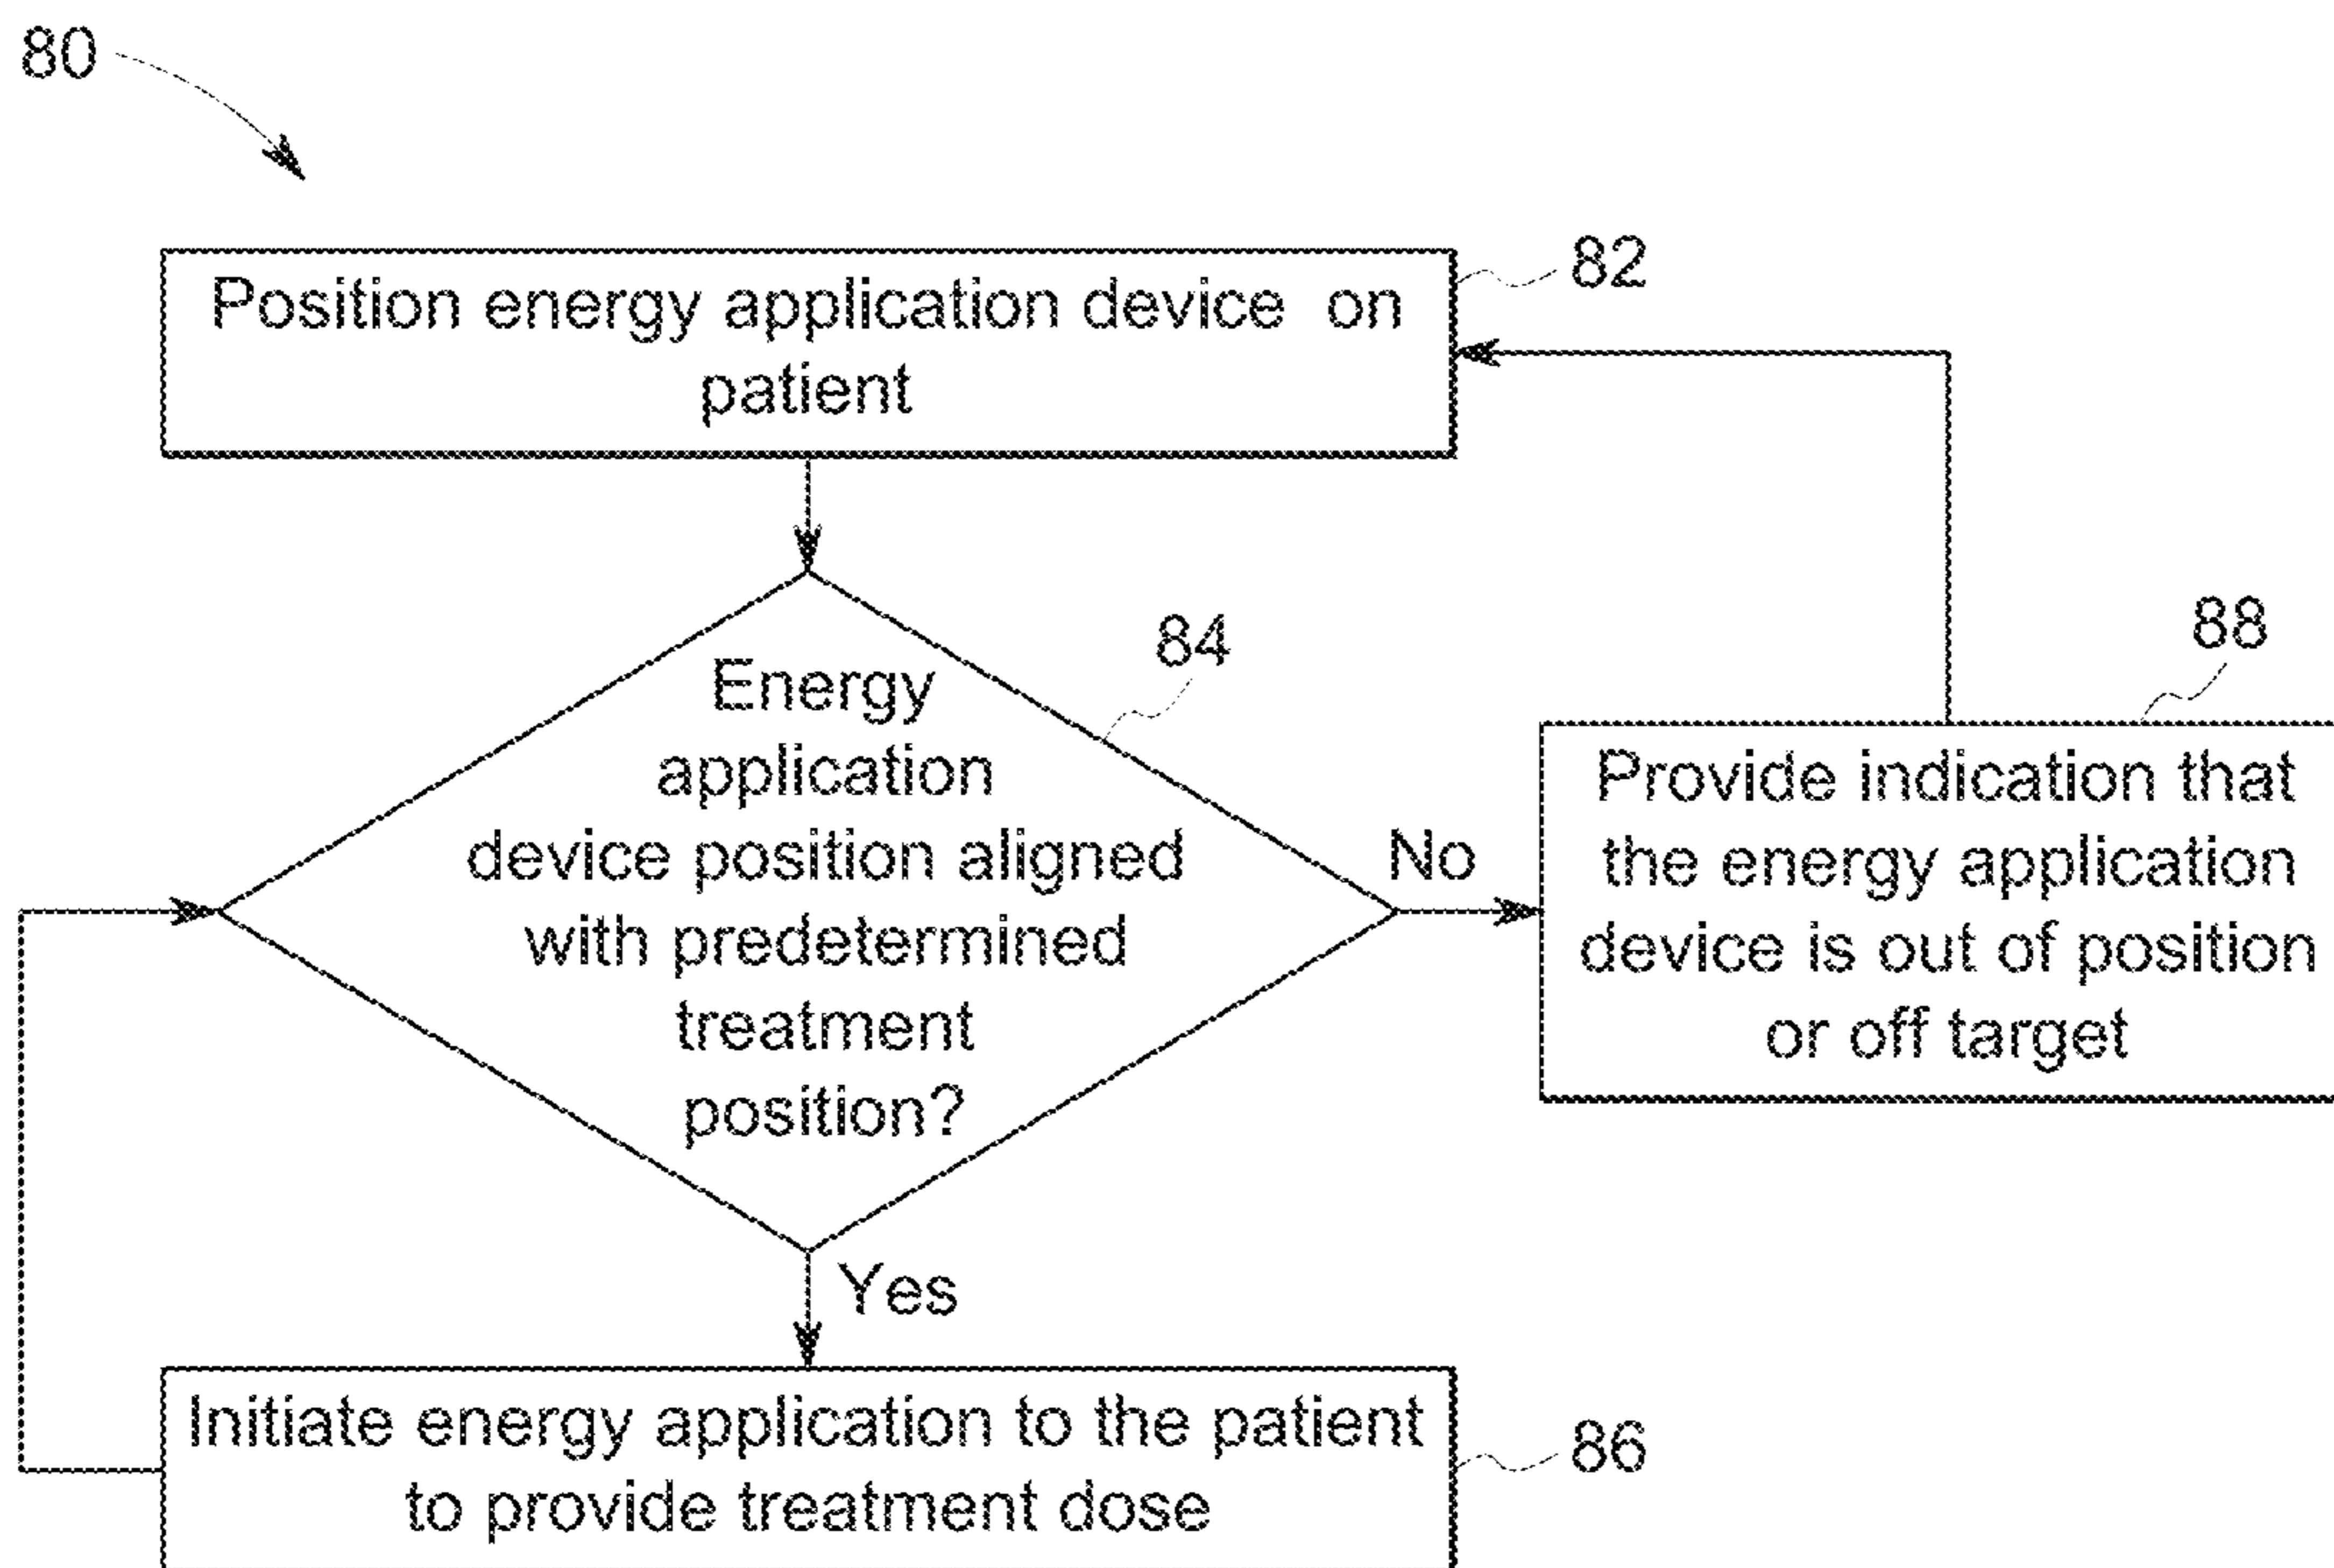 80
Position energy application device on
patient
82
Energy
application
device position aligned
with predetermined
treatment
position?
84
No
Provide indication that
the energy application
device is out of position
or off target
88
Yes
Initiate energy application to the patient
to provide treatment dose
86